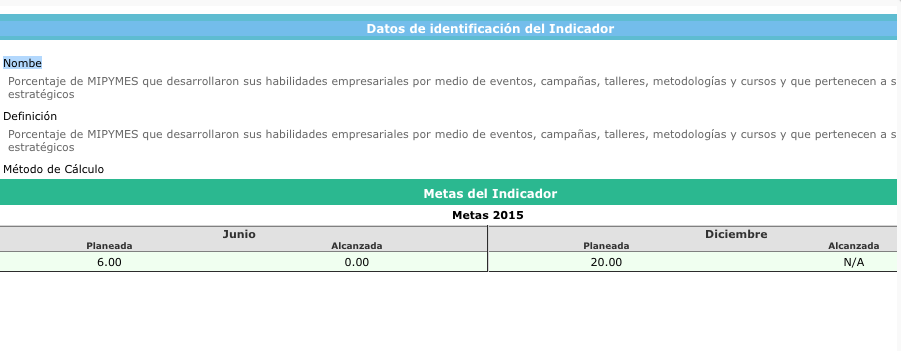 Datos de identificación del Indicador
Nombre
Porcentaje de MIPYMES que desarrollaron sus habilidades empresariales por medio de eventos, campañas, talleres, metodologías y cursos y que pertenecen a s
estratégicos
Definición
Porcentaje de MIPYMES que desarrollaron sus habilidades empresariales por medio de eventos, campañas, talleres, metodologías y cursos y que pertenecen a s
estratégicos
Método de Cálculo
Metas del Indicador
Metas 2015
Junio Diciembre
Planeada Alcanzada Planeada Alcanzada
6.00 0.00 20.00 N/A